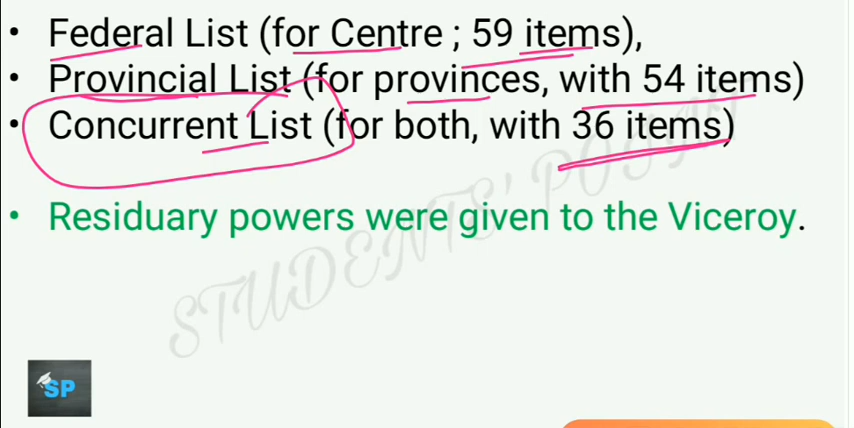 • Federal List (for Centre ; 59 items),
• Provincial List (for provinces, with 54 items)
• Concurrent List (for both, with 36 items)
• Residuary powers were given to the Viceroy.
STUDENTS'
SP